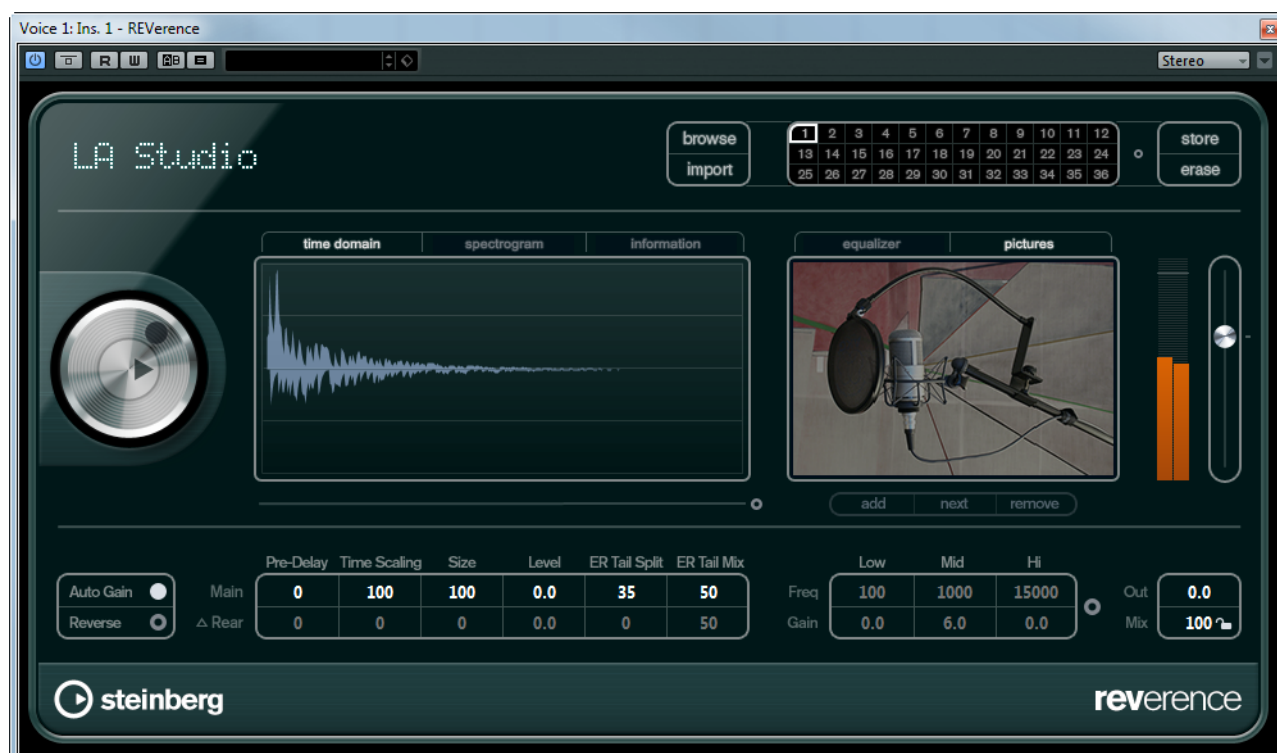 Voice 1: Ins. 1 - REVerence
R W AB Stereo
LA Studio
browse
import
1 2 3 4 5 6 7 8 9 10 11 12
13 14 15 16 17 18 19 20 21 22 23 24
25 26 27 28 29 30 31 32 33 34 35 36
store
erase
time domain spectrogram information
equalizer pictures
add next remove
Pre-Delay Time Scaling Size Level ER Tail Split ER Tail Mix
Low Mid Hi
Auto Gain Main 0 100 100 0.0 35 50
Freq 100 1000 15000 Out 0.0
Reverse △ Rear 0 0 0 0.0 0 50
Gain 0.0 6.0 0.0 Mix 100
steinberg
reverence